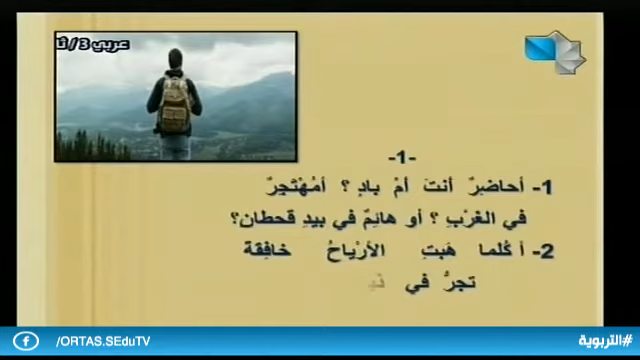 عربي 3 / ثا
-1-
1- أحاضِرٌ أنتَ أمْ بادٍ ؟ أمُهْتَجِرٌ
في الغَرْبِ ؟ أو هائِمٌ في بيدِ قحطان؟
2- أ كُلما هَبتِ الأرْياحُ خافِقة
تجرُّ في
/ORTAS.SEduTV
#التربوية